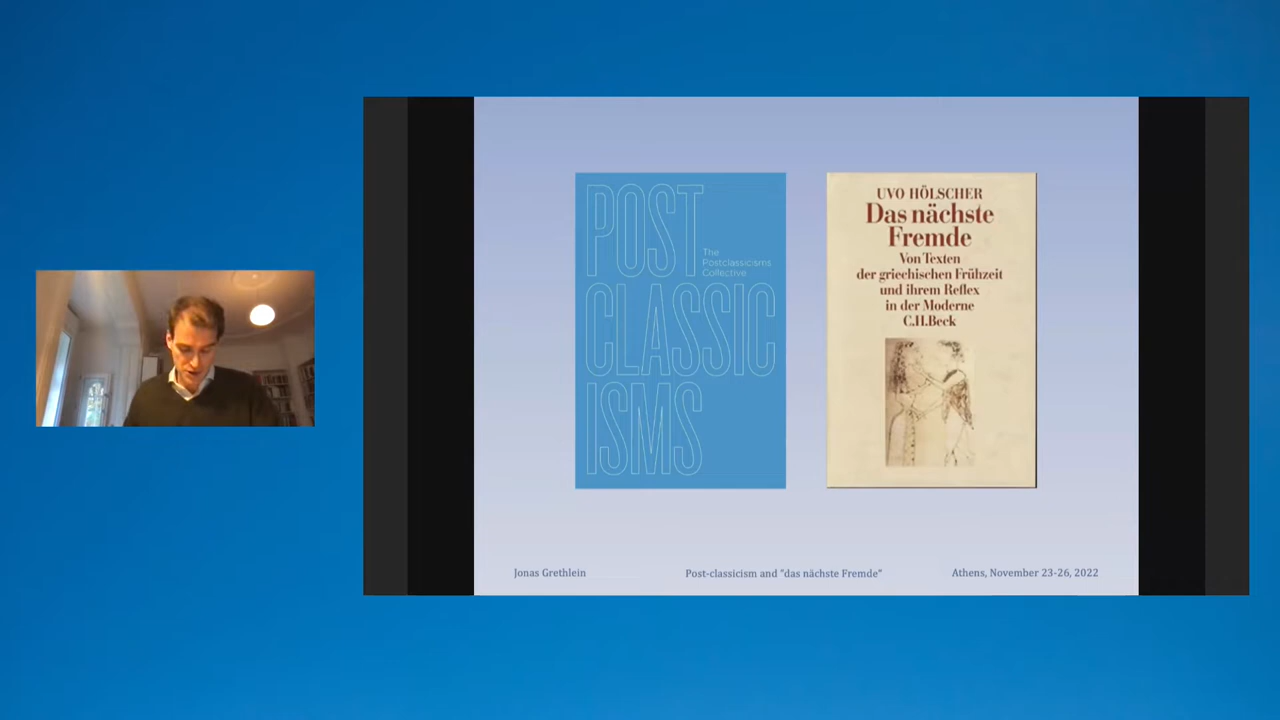 POST
The
Postclassicisms
Collective
CLASSIC
ISMS
UVO HÖLSCHER
Das nächste
Fremde
Von Texten
der griechischen Frühzeit
und ihrem Reflex
in der Moderne
C.H.Beck
Jonas Grethlein
Post-classicism and "das nächste Fremde"
Athens, November 23-26, 2022